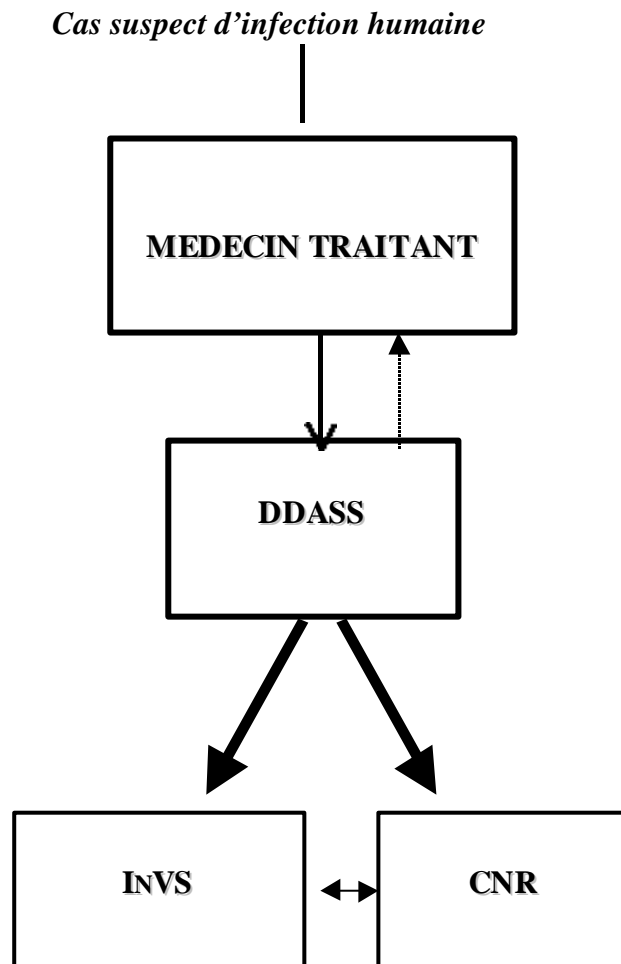 Cas suspect d’infection humaine
MEDECIN TRAITANT
DDASS
INVS
CNR